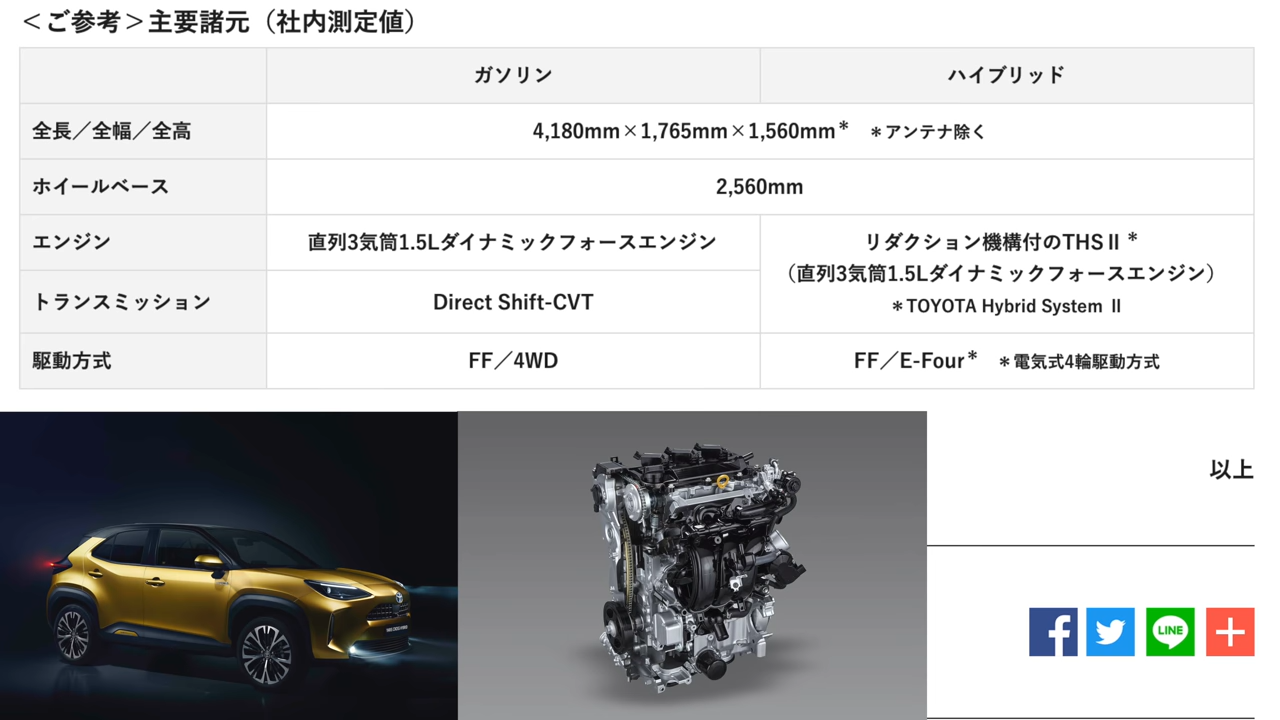 ＜ご参考＞主要諸元（社内測定値）
ガソリン ハイブリッド
全長／全幅／全高 4,180mm×1,765mm×1,560mm＊ ＊アンテナ除く
ホイールベース 2,560mm
エンジン 直列3気筒1.5Lダイナミックフォースエンジン リダクション機構付のTHSⅡ＊
（直列3気筒1.5Lダイナミックフォースエンジン）
トランスミッション Direct Shift-CVT ＊TOYOTA Hybrid System Ⅱ
駆動方式 FF／4WD FF／E-Four＊ ＊電気式4輪駆動方式
以上
LINE